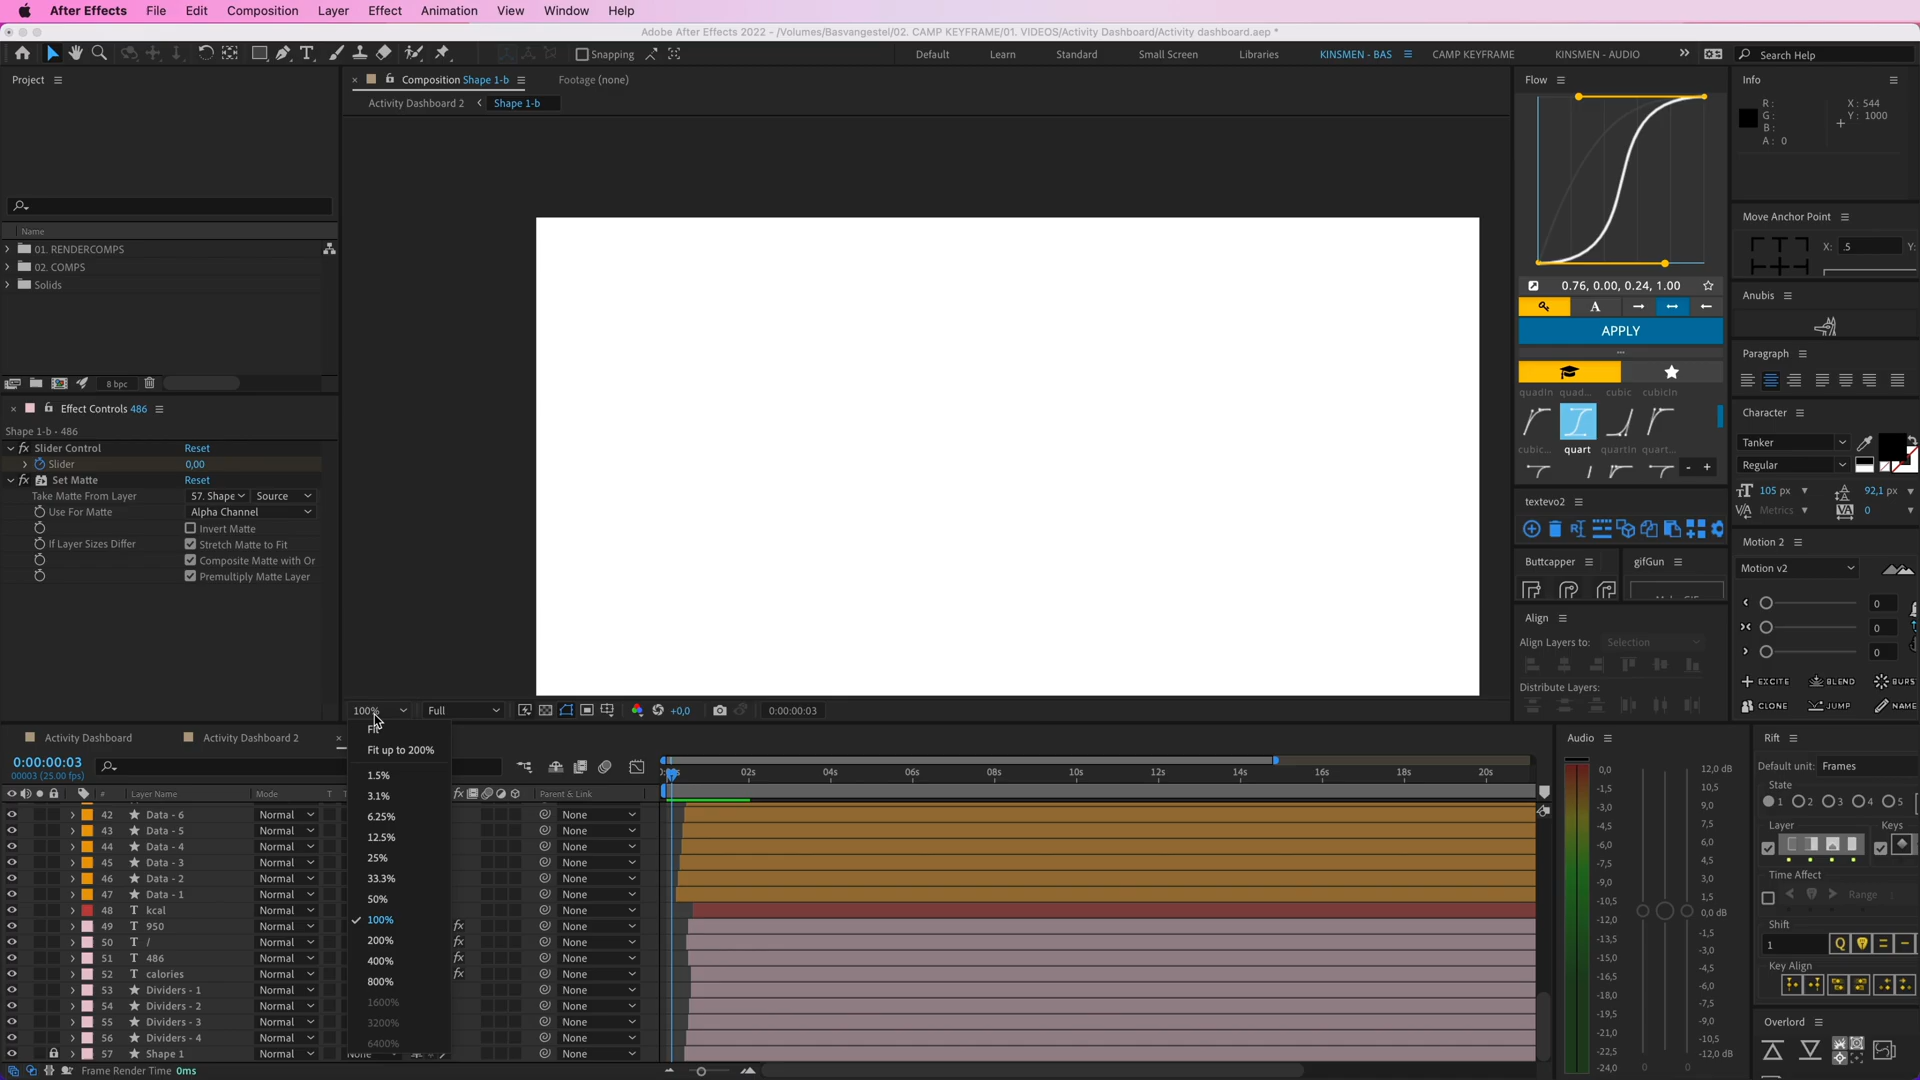 After Effects File Edit Composition Layer Effect Animation View Window Help
Adobe After Effects 2022 - /Volumes/Basvangestel/02. CAMP KEYFRAME/01. VIDEOS/Activity Dashboard/Activity dashboard.aep *
Snapping Default Learn Standard Small Screen Libraries KINSMEN - BAS CAMP KEYFRAME KINSMEN - AUDIO Search Help
Project
Composition Shape 1-b
Footage (none)
Activity Dashboard 2 Shape 1-b
Name
01. RENDERCOMPS
02. COMPS
Solids
8 bpc
Effect Controls 486
Shape 1-b • 486
Slider Control Reset
Slider 0,00
Set Matte Reset
Take Matte From Layer 57. Shape Source
Use For Matte Alpha Channel
Invert Matte
If Layer Sizes Differ Stretch Matte to Fit
Composite Matte with Or
Premultiply Matte Layer
Flow
0.76, 0.00, 0.24, 1.00
A
APPLY
quadIn quad... cubic cubicIn
cubic... quart quartIn quart...
- +
textevo2
Buttcapper gifGun
Align
Align Layers to: Selection
Distribute Layers:
Info
R : X : 544
G : Y : 1000
B :
A : 0
Move Anchor Point
X: .5 Y:
Anubis
Paragraph
Character
Tanker
Regular
105 px 92,1 px
Metrics 0
Motion 2
Motion v2
0
0
0
EXCITE BLEND BURS
CLONE JUMP NAME
100% Full +0,0 0:00:00:03
Fit up to 200%
1.5%
3.1%
6.25%
12.5%
25%
33.3%
50%
100%
200%
400%
800%
1600%
3200%
6400%
Activity Dashboard Activity Dashboard 2
0:00:00:03
00003 (25.00 fps)
02s 04s 06s 08s 10s 12s 14s 16s 18s 20s
# Layer Name Mode T Parent & Link
42 Data - 6 Normal None
43 Data - 5 Normal None
44 Data - 4 Normal None
45 Data - 3 Normal None
46 Data - 2 Normal None
47 Data - 1 Normal None
48 T kcal Normal None
49 T 950 Normal fx None
50 T / Normal fx None
51 T 486 Normal fx None
52 T calories Normal fx None
53 Dividers - 1 Normal None
54 Dividers - 2 Normal None
55 Dividers - 3 Normal None
56 Dividers - 4 Normal None
57 Shape 1 Normal None
Frame Render Time 0ms
Audio
0,0 12,0 dB
-1,5 10,5
-3,0 9,0
-4,5 7,5
-6,0 6,0
-7,5 4,5
-9,0 3,0
-10,5 1,5
-12,0 0,0 dB
-13,5 -1,5
-15,0 -3,0
-16,5 -4,5
-18,0 -6,0
-19,5 -7,5
-21,0 -9,0
-22,5 -10,5
-24,0 -12,0 dB
Rift
Default unit: Frames
State
1 2 3 4 5
Layer Keys
Time Affect
Range
Shift
1 Q
Key Align
Overlord